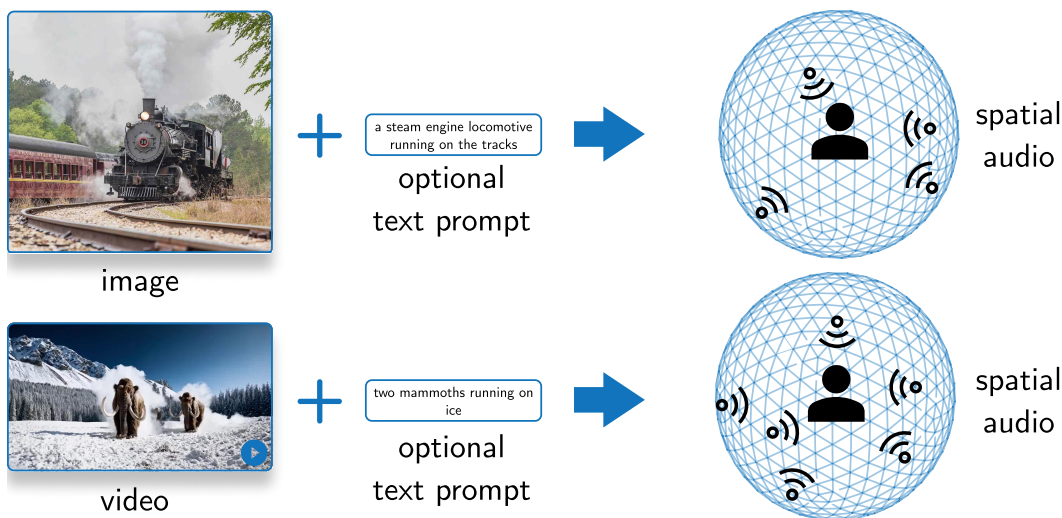 a steam engine locomotive
running on the tracks
optional
text prompt
image
spatial
audio
two mammoths running on
ice
optional
text prompt
video
spatial
audio